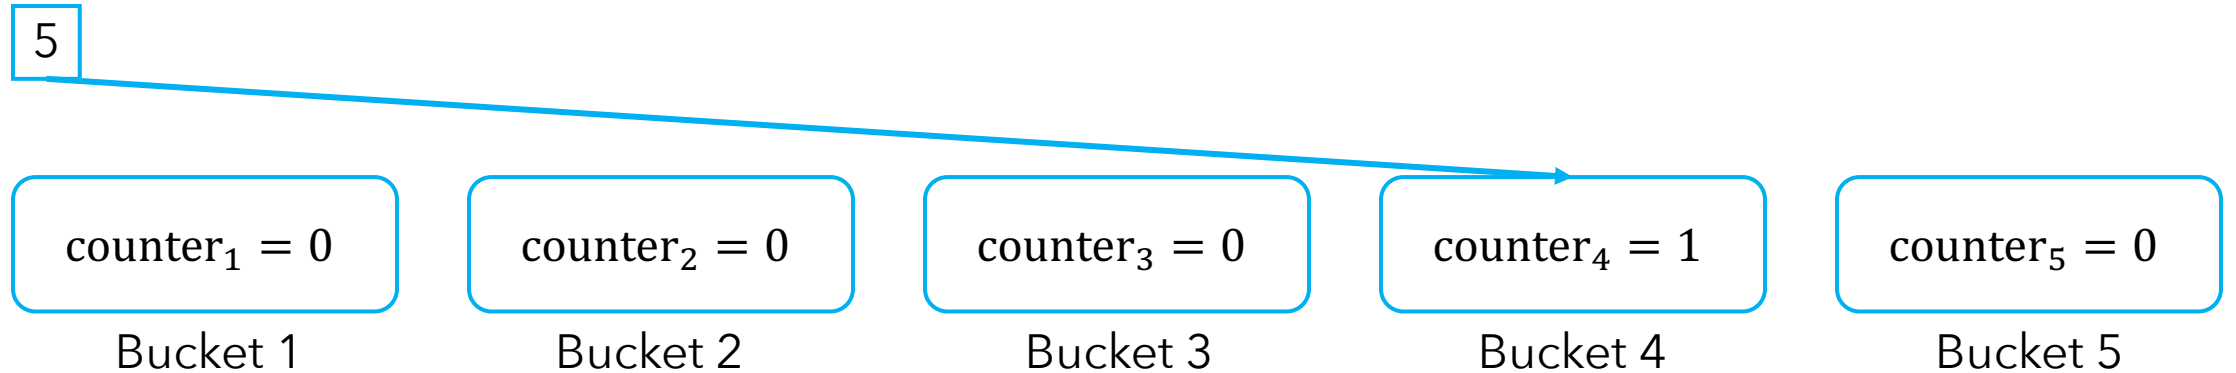 5
counter₁ = 0 counter₂ = 0 counter₃ = 0 counter₄ = 1 counter₅ = 0
Bucket 1 Bucket 2 Bucket 3 Bucket 4 Bucket 5